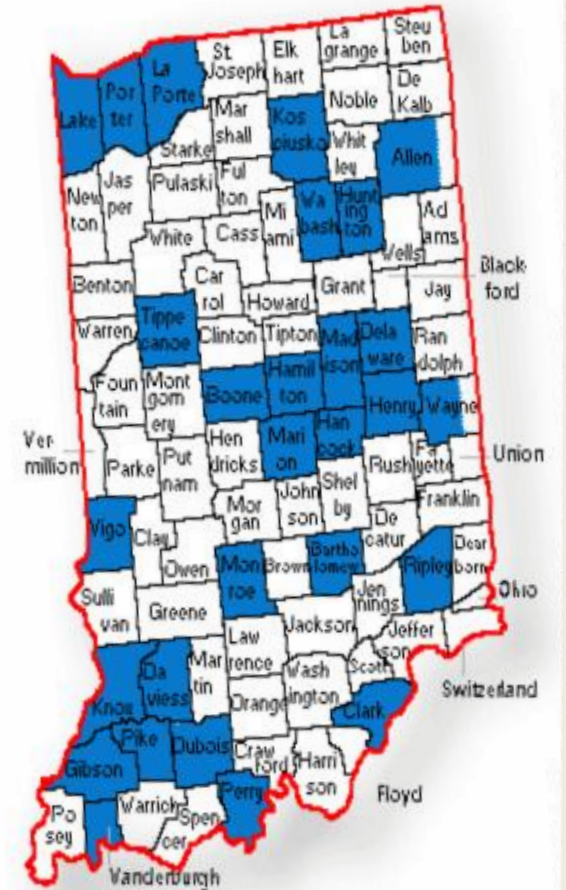 La
grange
Steu
ben
St.
Joseph
Elk
hart
La
Porte
Por
ter
Lake
Noble
De
Kalb
Mar
shall
Kos
ciusko
Starke
Whit
ley
Allen
New
ton
Jas
per
Pulaski
Ful
ton
Wa
bash
Hunt
ing
ton
Mi
ami
Ad
ams
White
Cass
Wells
Benton
Car
rol
Grant
Black
ford
Jay
Howard
Tippe
canoe
Warren
Clinton
Tipton
Mad
ison
Dela
ware
Ran
dolph
Foun
tain
Mont
gom
ery
Boone
Hamil
ton
Henry
Wayne
Ver-
million
Parke
Put
nam
Hen
dricks
Mari
on
Han
cock
Rush
Fa
yette
Union
Shel
by
Vigo
Clay
Mor
gan
John
son
Franklin
De
catur
Owen
Mon
roe
Brown
Bartho
lomew
Ripley
Dear
born
Jen
nings
Ohio
Sulli
van
Greene
Jackson
Jeffer
son
Law
rence
Switzerland
Knox
Da
viess
Mar
tin
Wash
ington
Scott
Orange
Clark
Gibson
Pike
Dubois
Craw
ford
Harri
son
Floyd
Perry
Po
sey
Warrick
Spen
cer
Vanderburgh